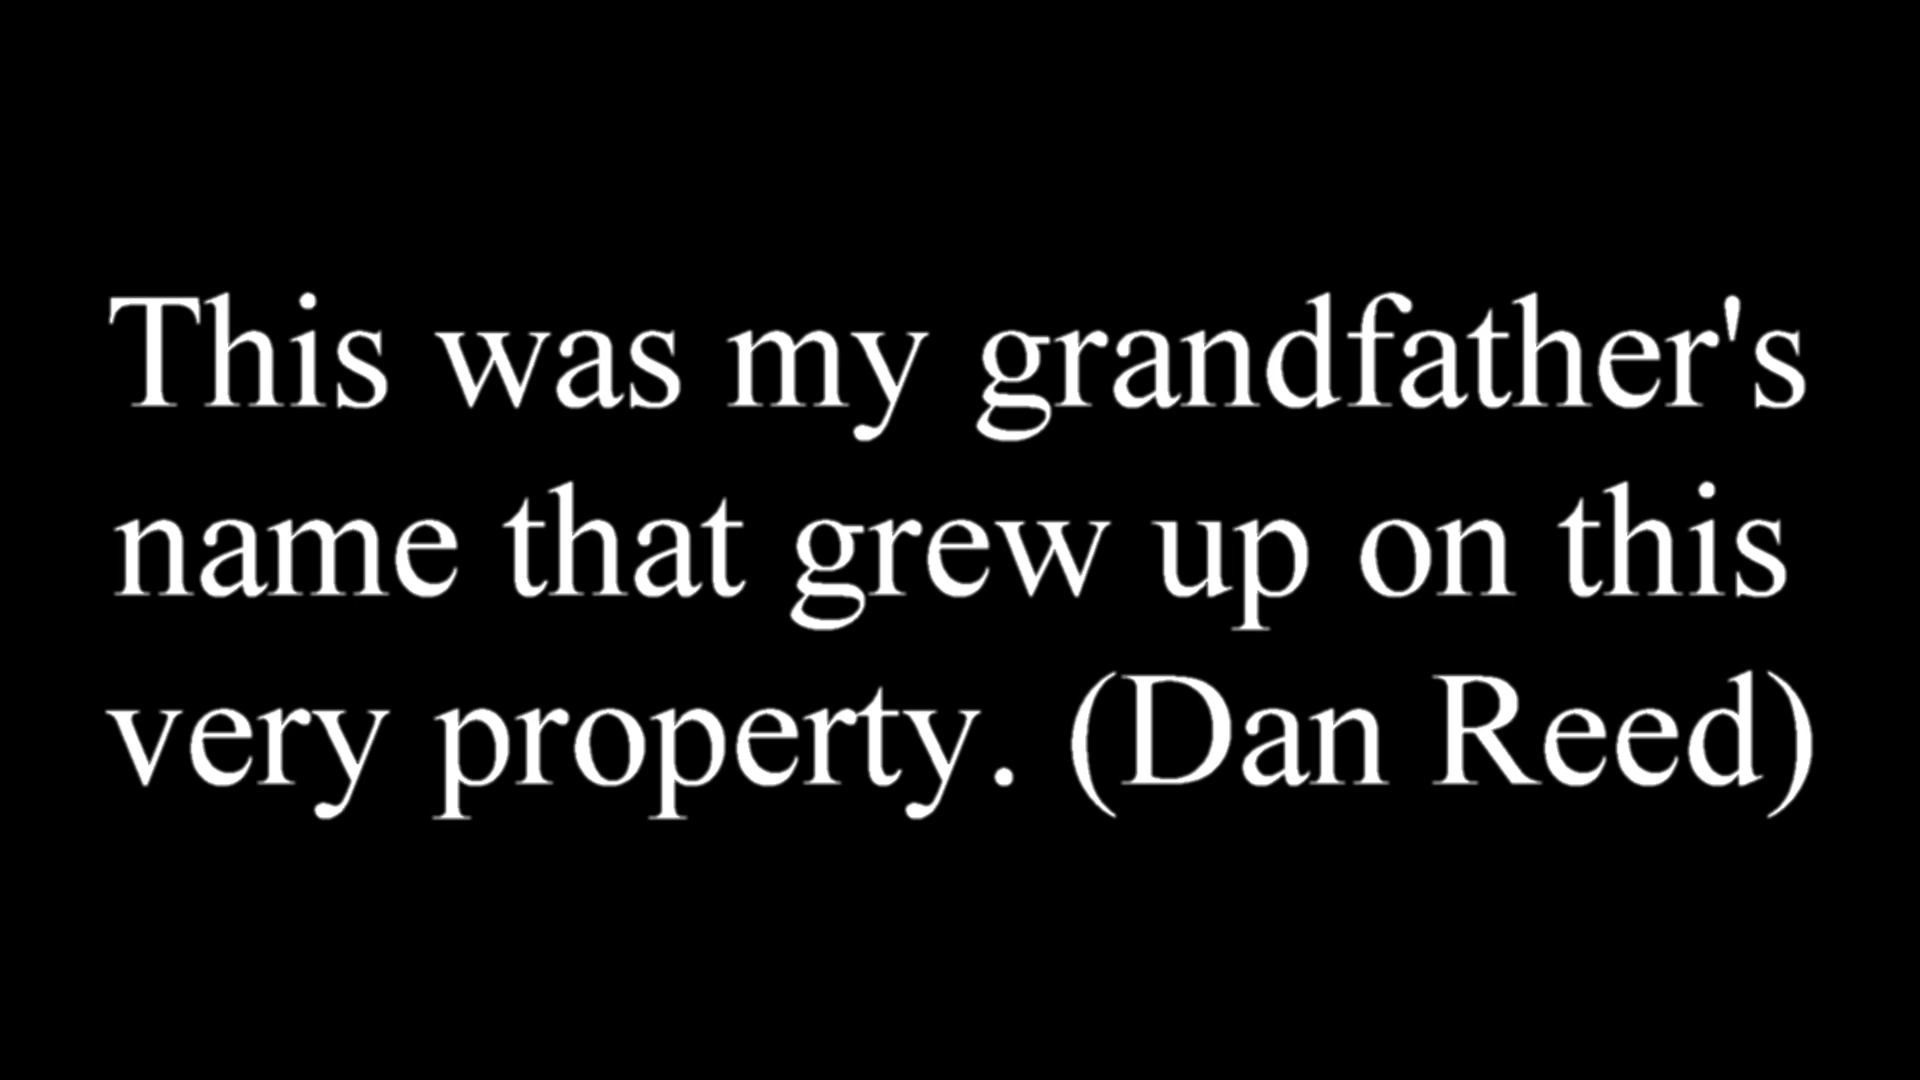 This was my grandfather's
name that grew up on this
very property. (Dan Reed)